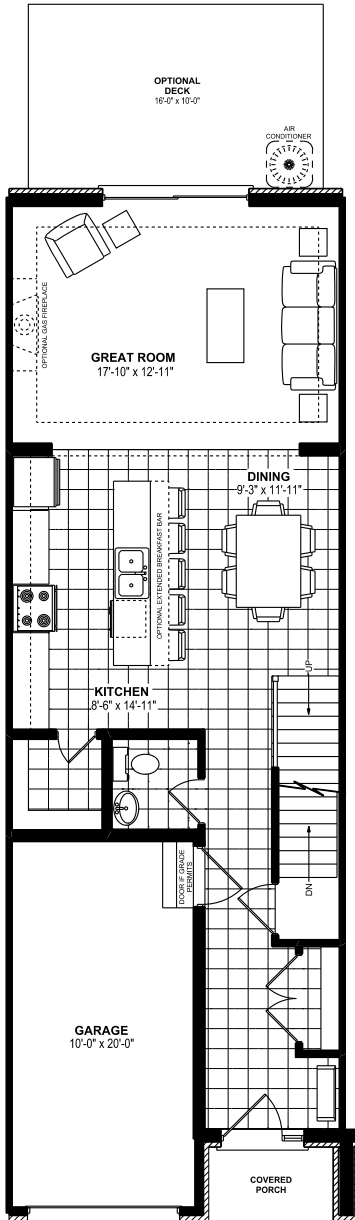 OPTIONAL
DECK
16'-0" x 10'-0"
AIR
CONDITIONER
OPTIONAL GAS FIREPLACE
GREAT ROOM
17'-10" x 12'-11"
DINING
9'-3" x 11'-11"
OPTIONAL EXTENDED BREAKFAST BAR
KITCHEN
8'-6" x 14'-11"
UP
DOOR IF GRADE
PERMITS
DN
GARAGE
10'-0" x 20'-0"
COVERED
PORCH